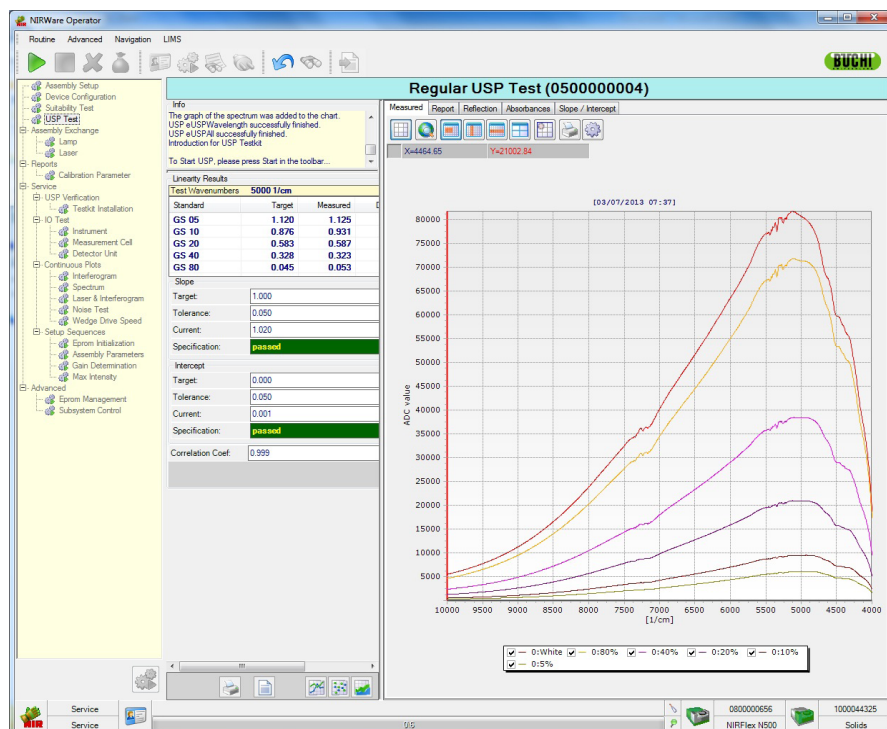 NIRWare Operator
Routine Advanced Navigation LIMS
BÜCHI
Assembly Setup
Device Configuration
Suitability Test
USP Test
Assembly Exchange
Lamp
Laser
Reports
Calibration Parameter
Service
USP Verification
Testkit Installation
IO Test
Instrument
Measurement Cell
Detector Unit
Continuous Plots
Interferogram
Spectrum
Laser & Interferogram
Noise Test
Wedge Drive Speed
Setup Sequences
Eprom Initialization
Assembly Parameters
Gain Determination
Max Intensity
Advanced
Eprom Management
Subsystem Control
Regular USP Test (0500000004)
Info
The graph of the spectrum was added to the chart.
USP eUSPWavelength successfully finished.
USP eUSPAll successfully finished.
Introduction for USP Testkit
To Start USP, please press Start in the toolbar...
Linearity Results
Test Wavenumbers 5000 1/cm
Standard Target Measured D
GS 05 1.120 1.125
GS 10 0.876 0.931
GS 20 0.583 0.587
GS 40 0.328 0.323
GS 80 0.045 0.053
Slope
Target: 1.000
Tolerance: 0.050
Current: 1.020
Specification: passed
Intercept
Target: 0.000
Tolerance: 0.050
Current: 0.001
Specification: passed
Correlation Coef: 0.999
Measured Report Reflection Absorbances Slope / Intercept
X=4464.65 Y=21002.84
[03/07/2013 07:37]
ADC value
80000
75000
70000
65000
60000
55000
50000
45000
40000
35000
30000
25000
20000
15000
10000
5000
10000 9500 9000 8500 8000 7500 7000 6500 6000 5500 5000 4500 4000
[1/cm]
0:White 0:80% 0:40% 0:20% 0:10%
0:5%
NIR
Service
Service
0/5
0800000656
NIRFlex N500
1000044325
Solids